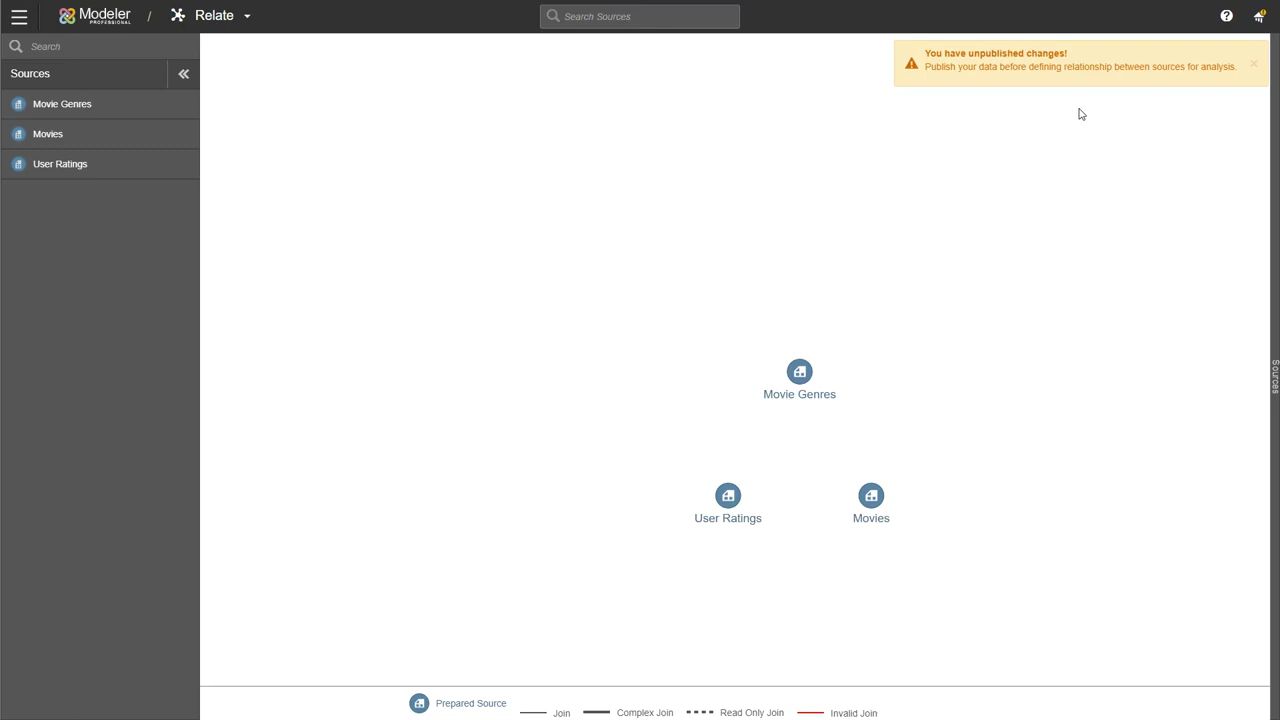 Modeler / Relate
PROFESSIONAL
Search Sources
Search
Sources
Movie Genres
Movies
User Ratings
You have unpublished changes!
Publish your data before defining relationship between sources for analysis.
Movie Genres
User Ratings
Movies
Sources
Prepared Source
Join
Complex Join
Read Only Join
Invalid Join